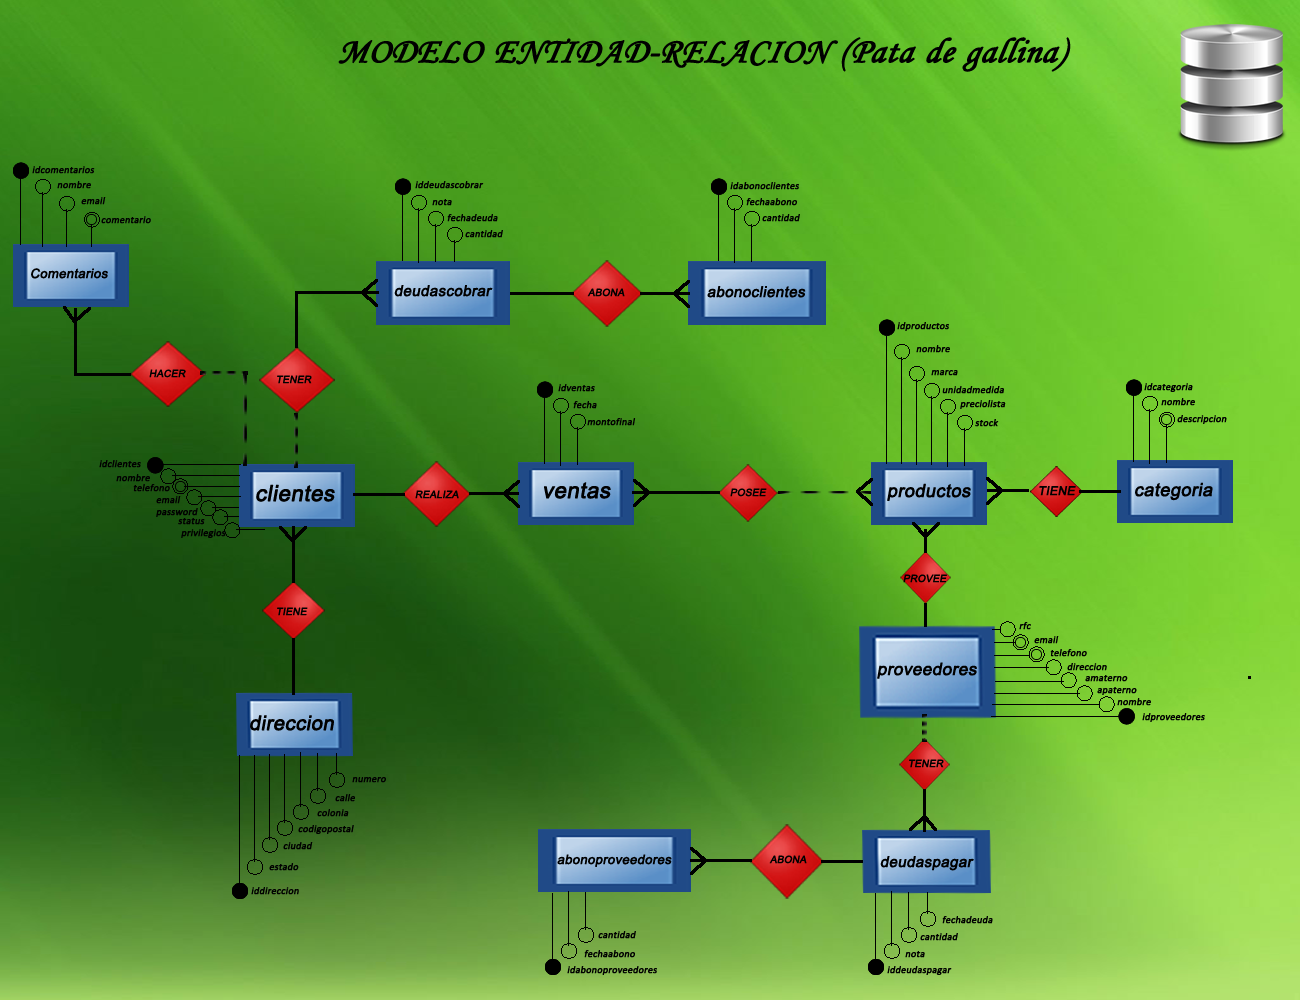 MODELO ENTIDAD-RELACION (Pata de gallina)
idcomentarios
nombre
email
comentario
Comentarios
iddeudascobrar
nota
fechadeuda
cantidad
deudascobrar
ABONA
idabonoclientes
fechaabono
cantidad
abonoclientes
HACER
TENER
idproductos
nombre
marca
unidadmedida
preciolista
stock
idventas
fecha
montofinal
idcategoria
nombre
descripcion
idclientes
nombre
telefono
email
password
status
privilegios
clientes
REALIZA
ventas
POSEE
productos
TIENE
categoria
TIENE
PROVEE
direccion
numero
calle
colonia
codigopostal
ciudad
estado
iddireccion
proveedores
rfc
email
telefono
direccion
amaterno
apaterno
nombre
idproveedores
TENER
abonoproveedores
ABONA
deudaspagar
cantidad
fechaabono
idabonoproveedores
fechadeuda
cantidad
nota
iddeudaspagar